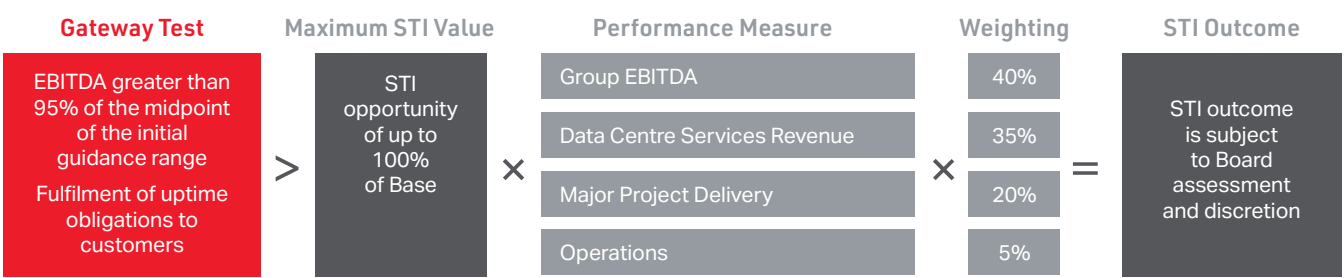 Gateway Test
EBITDA greater than
95% of the midpoint
of the initial
guidance range
Fulfilment of uptime
obligations to
customers
>
Maximum STI Value
STI
opportunity
of up to
100%
of Base
×
Performance Measure
Group EBITDA
Data Centre Services Revenue
Major Project Delivery
Operations
×
Weighting
40%
35%
20%
5%
=
STI Outcome
STI outcome
is subject
to Board
assessment
and discretion